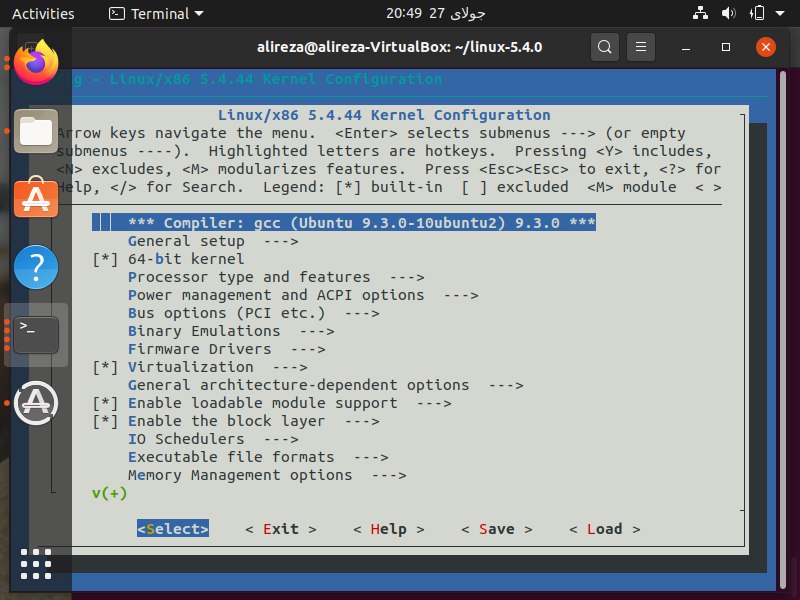 Activities Terminal 20:49 27 جولای
alireza@alireza-VirtualBox: ~/linux-5.4.0
ig - Linux/x86 5.4.44 Kernel Configuration
Linux/x86 5.4.44 Kernel Configuration
Arrow keys navigate the menu. <Enter> selects submenus ---> (or empty
submenus ----). Highlighted letters are hotkeys. Pressing <Y> includes,
<N> excludes, <M> modularizes features. Press <Esc><Esc> to exit, <?> for
Help, </> for Search. Legend: [*] built-in [ ] excluded <M> module < >
*** Compiler: gcc (Ubuntu 9.3.0-10ubuntu2) 9.3.0 ***
General setup --->
[*] 64-bit kernel
Processor type and features --->
Power management and ACPI options --->
Bus options (PCI etc.) --->
Binary Emulations --->
Firmware Drivers --->
[*] Virtualization --->
General architecture-dependent options --->
[*] Enable loadable module support --->
[*] Enable the block layer --->
IO Schedulers --->
Executable file formats --->
Memory Management options --->
v(+)
<Select> < Exit > < Help > < Save > < Load >